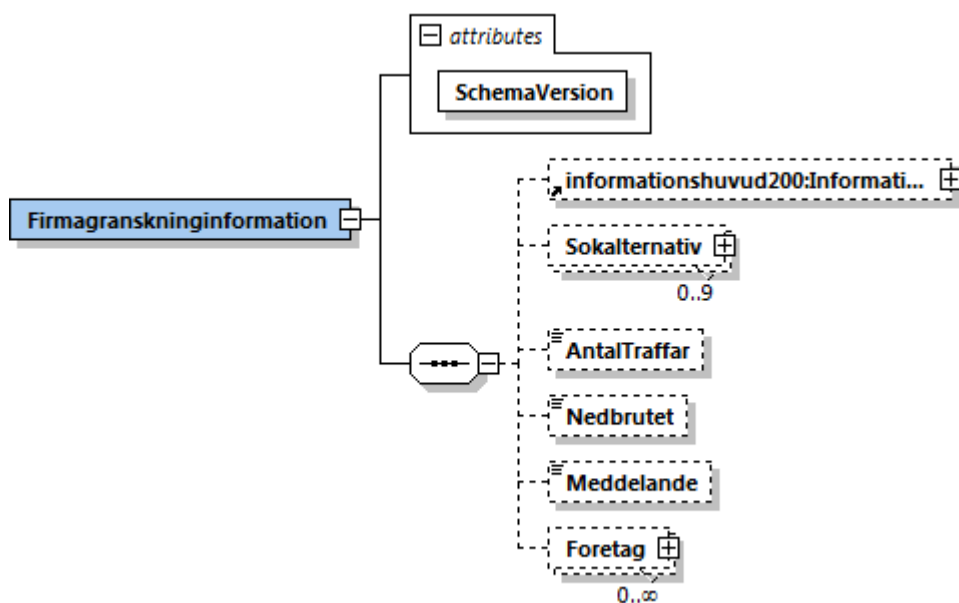 attributes
SchemaVersion
informationshuvud200:Informati...
Firmagranskninginformation
Sokalternativ
0..9
AntalTraffar
Nedbrutet
Meddelande
Foretag
0..∞